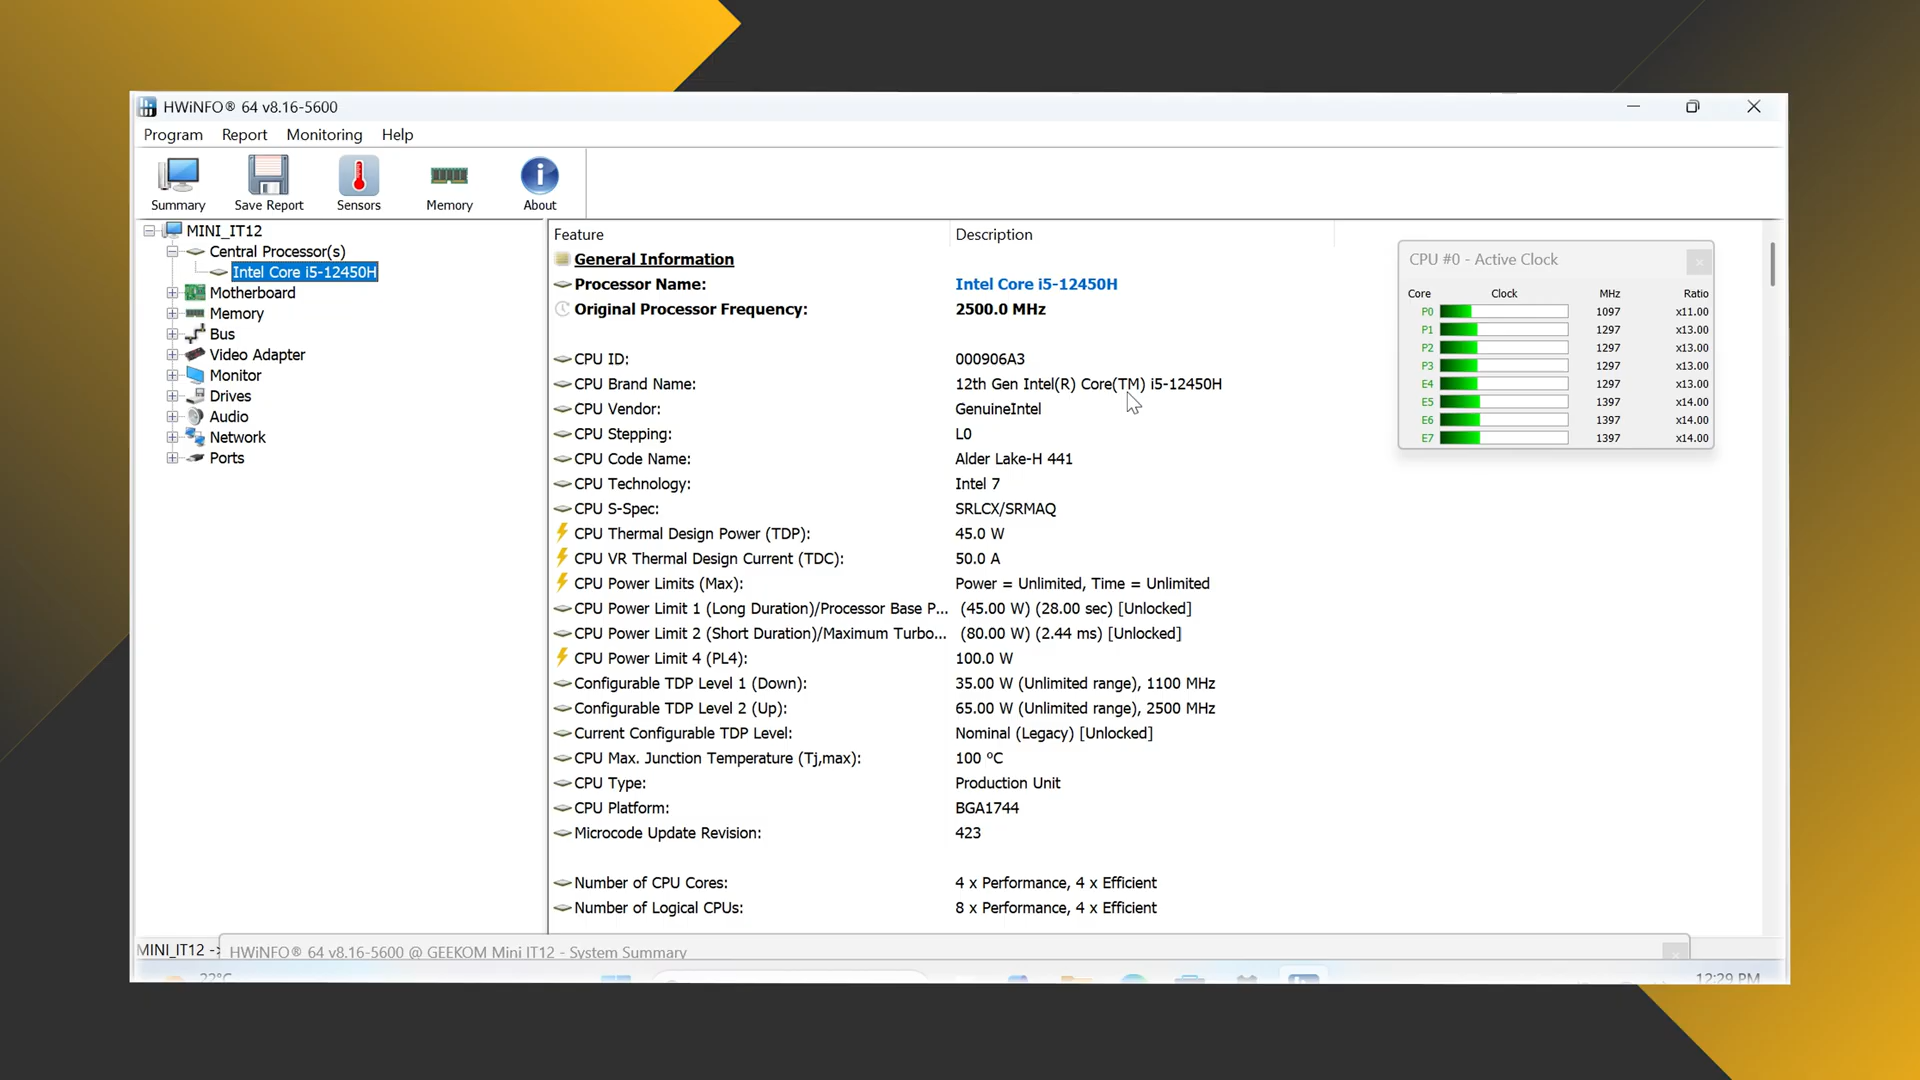 HWiNFO® 64 v8.16-5600
Program Report Monitoring Help
Summary Save Report Sensors Memory About
MINI_IT12
Central Processor(s)
Intel Core i5-12450H
Motherboard
Memory
Bus
Video Adapter
Monitor
Drives
Audio
Network
Ports
Feature Description
General Information
Processor Name: Intel Core i5-12450H
Original Processor Frequency: 2500.0 MHz
CPU ID: 000906A3
CPU Brand Name: 12th Gen Intel(R) Core(TM) i5-12450H
CPU Vendor: GenuineIntel
CPU Stepping: L0
CPU Code Name: Alder Lake-H 441
CPU Technology: Intel 7
CPU S-Spec: SRLCX/SRMAQ
CPU Thermal Design Power (TDP): 45.0 W
CPU VR Thermal Design Current (TDC): 50.0 A
CPU Power Limits (Max): Power = Unlimited, Time = Unlimited
CPU Power Limit 1 (Long Duration)/Processor Base P... (45.00 W) (28.00 sec) [Unlocked]
CPU Power Limit 2 (Short Duration)/Maximum Turbo... (80.00 W) (2.44 ms) [Unlocked]
CPU Power Limit 4 (PL4): 100.0 W
Configurable TDP Level 1 (Down): 35.00 W (Unlimited range), 1100 MHz
Configurable TDP Level 2 (Up): 65.00 W (Unlimited range), 2500 MHz
Current Configurable TDP Level: Nominal (Legacy) [Unlocked]
CPU Max. Junction Temperature (Tj,max): 100 ºC
CPU Type: Production Unit
CPU Platform: BGA1744
Microcode Update Revision: 423
Number of CPU Cores: 4 x Performance, 4 x Efficient
Number of Logical CPUs: 8 x Performance, 4 x Efficient
CPU #0 - Active Clock
Core Clock MHz Ratio
P0 1097 x11.00
P1 1297 x13.00
P2 1297 x13.00
P3 1297 x13.00
E4 1297 x13.00
E5 1397 x14.00
E6 1397 x14.00
E7 1397 x14.00
MINI_IT12 ->
HWiNFO® 64 v8.16-5600 @ GEEKOM Mini IT12 - System Summary
22°C
12:29 PM